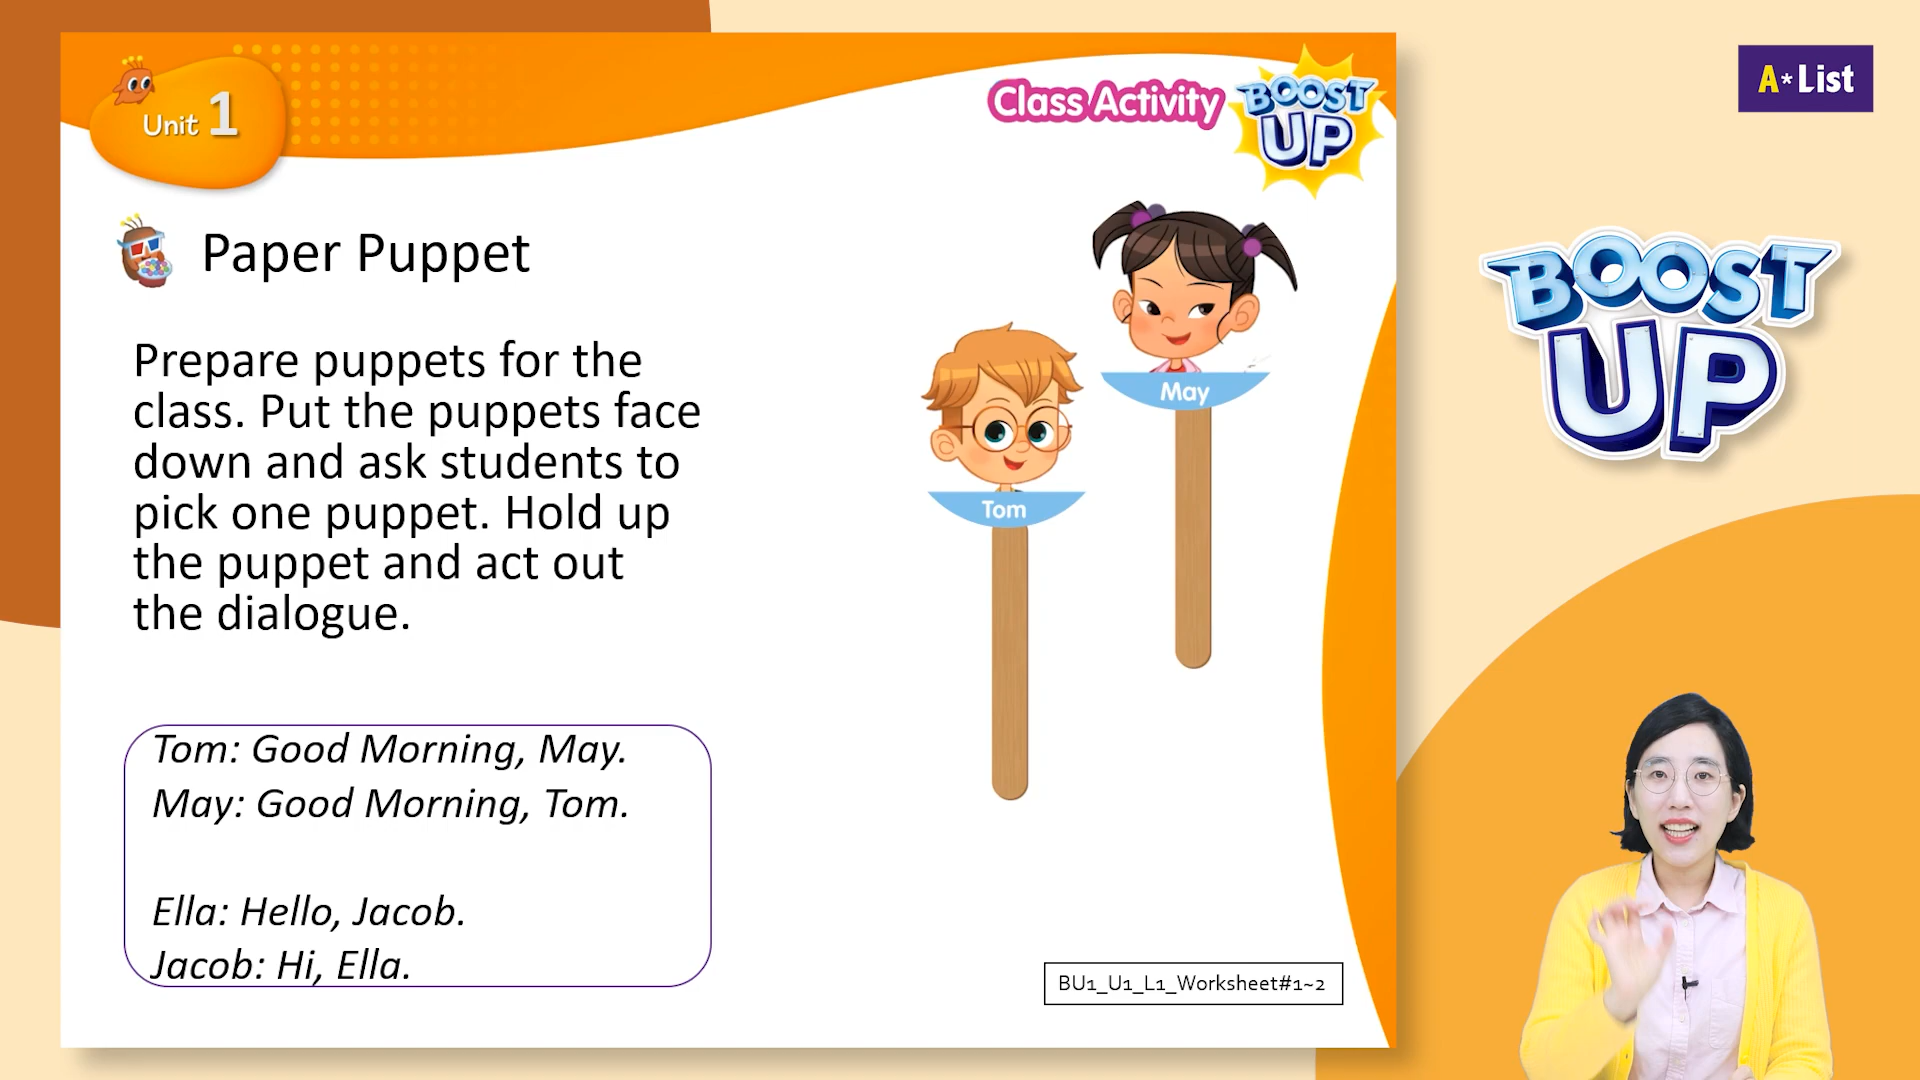 Unit 1
Class Activity
BOOST
UP
A*List
Paper Puppet
Prepare puppets for the
class. Put the puppets face
down and ask students to
pick one puppet. Hold up
the puppet and act out
the dialogue.
May
Tom
BOOST
UP
Tom: Good Morning, May.
May: Good Morning, Tom.
Ella: Hello, Jacob.
Jacob: Hi, Ella.
BU1_U1_L1_Worksheet#1~2